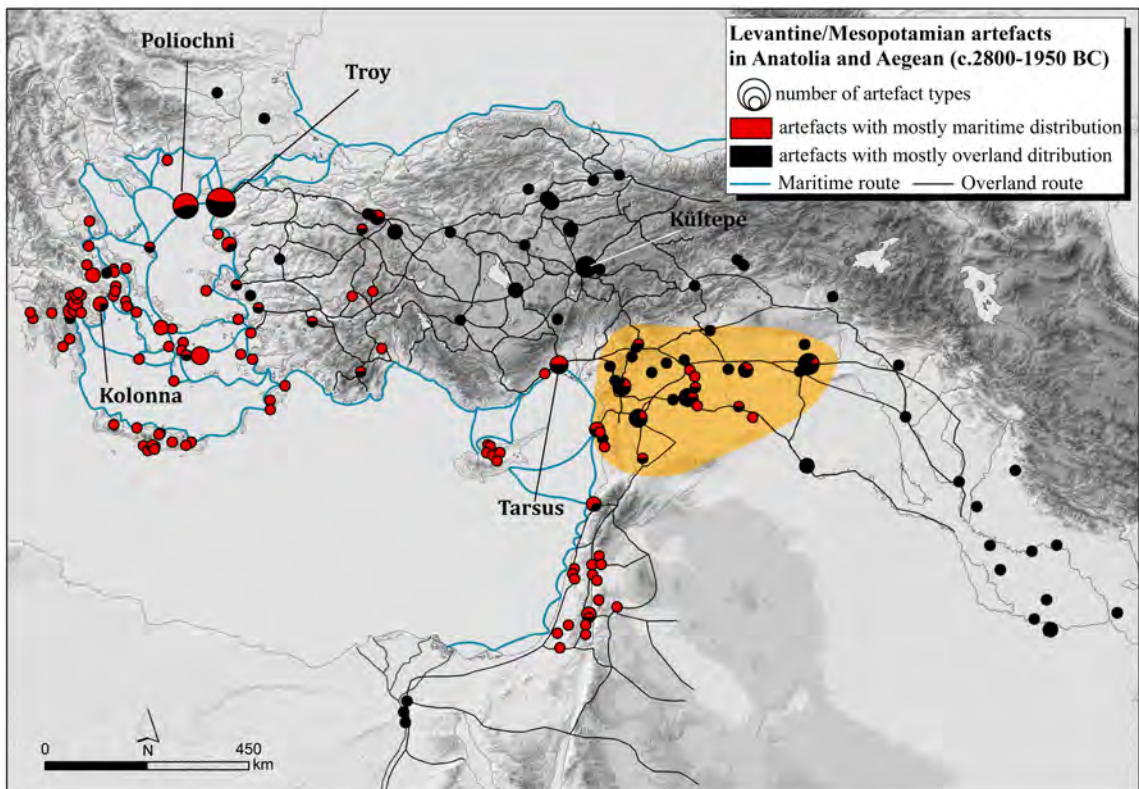 Levantine/Mesopotamian artefacts
in Anatolia and Aegean (c.2800-1950 BC)
number of artefact types
artefacts with mostly maritime distribution
artefacts with mostly overland ditribution
Maritime route
Overland route
Poliochni
Troy
Kültepe
Kolonna
Tarsus
0
N
450
km